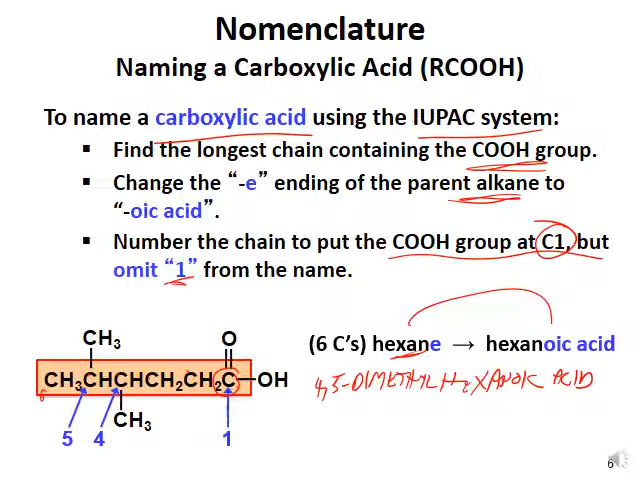 Nomenclature
Naming a Carboxylic Acid (RCOOH)
To name a carboxylic acid using the IUPAC system:
▪ Find the longest chain containing the COOH group.
▪ Change the “-e” ending of the parent alkane to
“-oic acid”.
▪ Number the chain to put the COOH group at C1, but
omit “1” from the name.
CH₃ O
(6 C’s) hexane → hexanoic acid
CH₃CHCHCH₂CH₂C—OH
4,5-DIMETHYL HEXANOIC ACID
6
CH₃
5 4 1
6